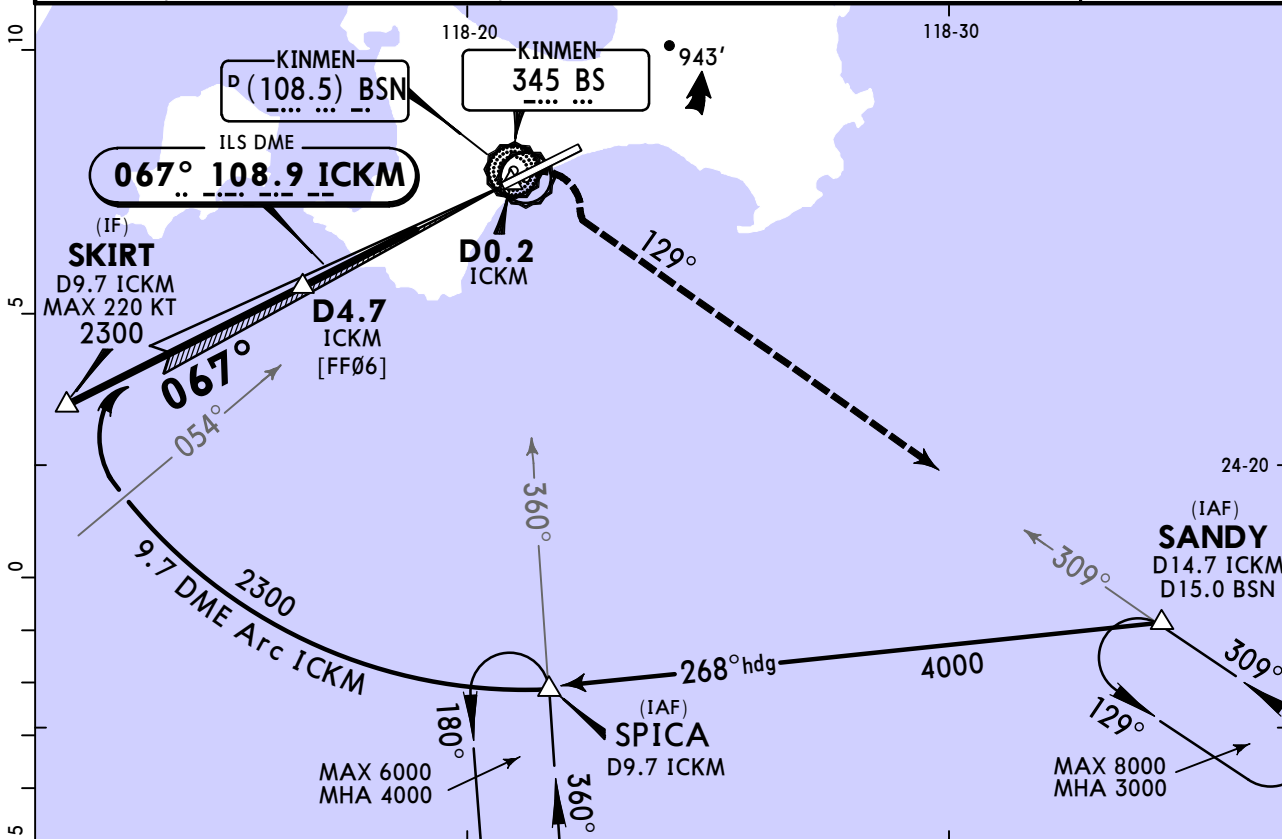 10
118-20
118-30
KINMEN
D (108.5) BSN
KINMEN
345 BS
943'
ILS DME
067° 108.9 ICKM
(IF)
SKIRT
D9.7 ICKM
MAX 220 KT
2300
D0.2
ICKM
129°
5
D4.7
ICKM
[FFØ6]
067°
054°
360°
24-20
(IAF)
SANDY
D14.7 ICKM
D15.0 BSN
309°
0
2300
9.7 DME Arc ICKM
268°hdg
4000
309°
180°
(IAF)
SPICA
D9.7 ICKM
129°
MAX 6000
MHA 4000
360°
MAX 8000
MHA 3000
5